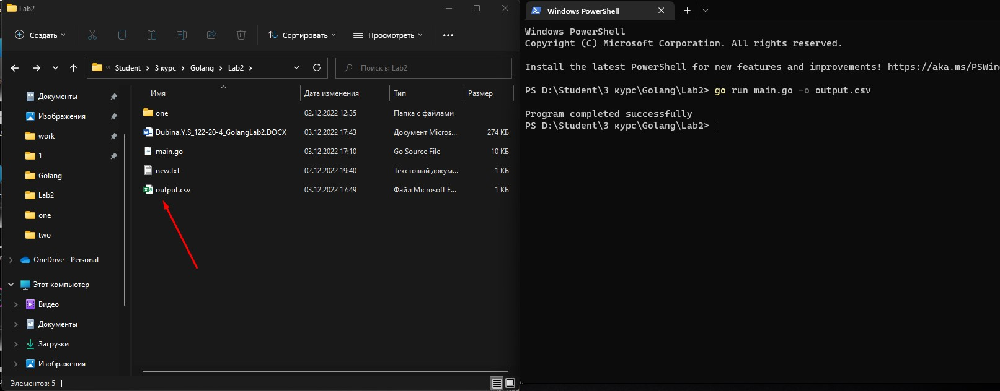 Lab2
Создать
Сортировать
Просмотреть
« Student > 3 курс > Golang > Lab2 >
Поиск в: Lab2
Документы
Изображения
work
1
Golang
Lab2
one
two
OneDrive - Personal
Этот компьютер
Видео
Документы
Загрузки
Изображения
Имя Дата изменения Тип Размер
one 02.12.2022 12:35 Папка с файлами
Dubina.Y.S_122-20-4_GolangLab2.DOCX 03.12.2022 17:43 Документ Micros... 274 КБ
main.go 03.12.2022 17:10 Go Source File 10 КБ
new.txt 02.12.2022 19:40 Текстовый докум... 1 КБ
output.csv 03.12.2022 17:49 Файл Microsoft E... 1 КБ
Элементов: 5
Windows PowerShell
Windows PowerShell
Copyright (C) Microsoft Corporation. All rights reserved.
Install the latest PowerShell for new features and improvements! https://aka.ms/PSWin
PS D:\Student\3 курс\Golang\Lab2> go run main.go -o output.csv
Program completed successfully
PS D:\Student\3 курс\Golang\Lab2>